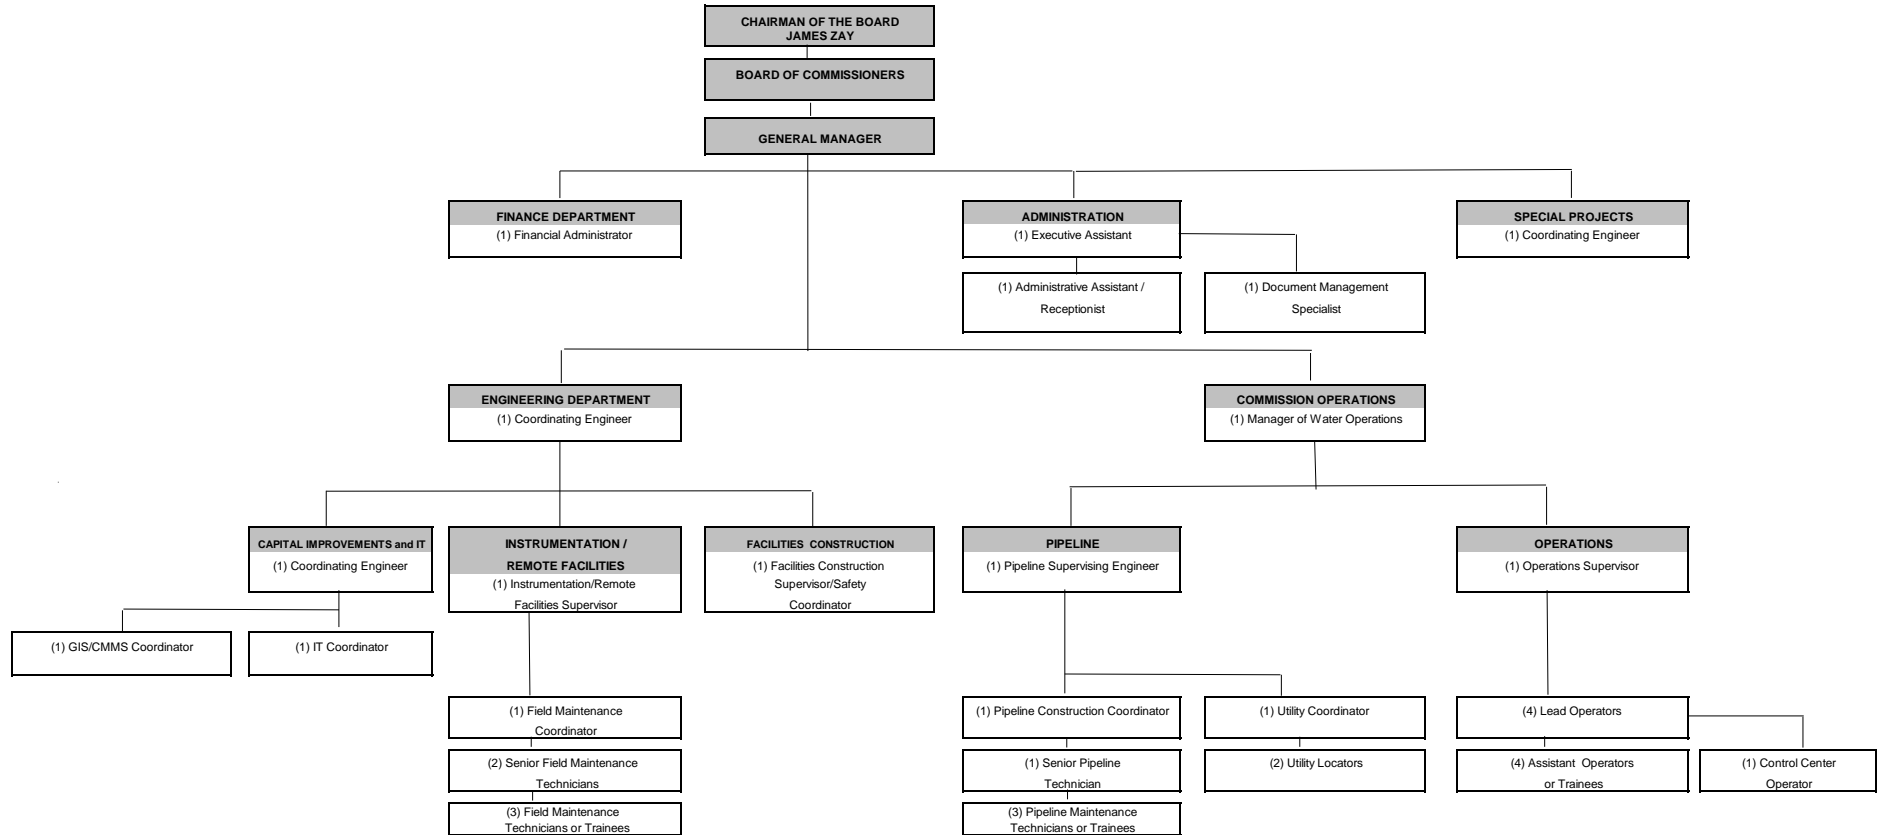 CHAIRMAN OF THE BOARD
JAMES ZAY
BOARD OF COMMISSIONERS
GENERAL MANAGER
FINANCE DEPARTMENT
(1) Financial Administrator
ADMINISTRATION
(1) Executive Assistant
SPECIAL PROJECTS
(1) Coordinating Engineer
(1) Administrative Assistant /
Receptionist
(1) Document Management
Specialist
ENGINEERING DEPARTMENT
(1) Coordinating Engineer
COMMISSION OPERATIONS
(1) Manager of Water Operations
CAPITAL IMPROVEMENTS and IT
(1) Coordinating Engineer
INSTRUMENTATION /
REMOTE FACILITIES
(1) Instrumentation/Remote
Facilities Supervisor
FACILITIES CONSTRUCTION
(1) Facilities Construction
Supervisor/Safety
Coordinator
PIPELINE
(1) Pipeline Supervising Engineer
OPERATIONS
(1) Operations Supervisor
(1) GIS/CMMS Coordinator
(1) IT Coordinator
(1) Field Maintenance
Coordinator
(1) Pipeline Construction Coordinator
(1) Utility Coordinator
(4) Lead Operators
(2) Senior Field Maintenance
Technicians
(1) Senior Pipeline
Technician
(2) Utility Locators
(4) Assistant Operators
or Trainees
(1) Control Center
Operator
(3) Field Maintenance
Technicians or Trainees
(3) Pipeline Maintenance
Technicians or Trainees